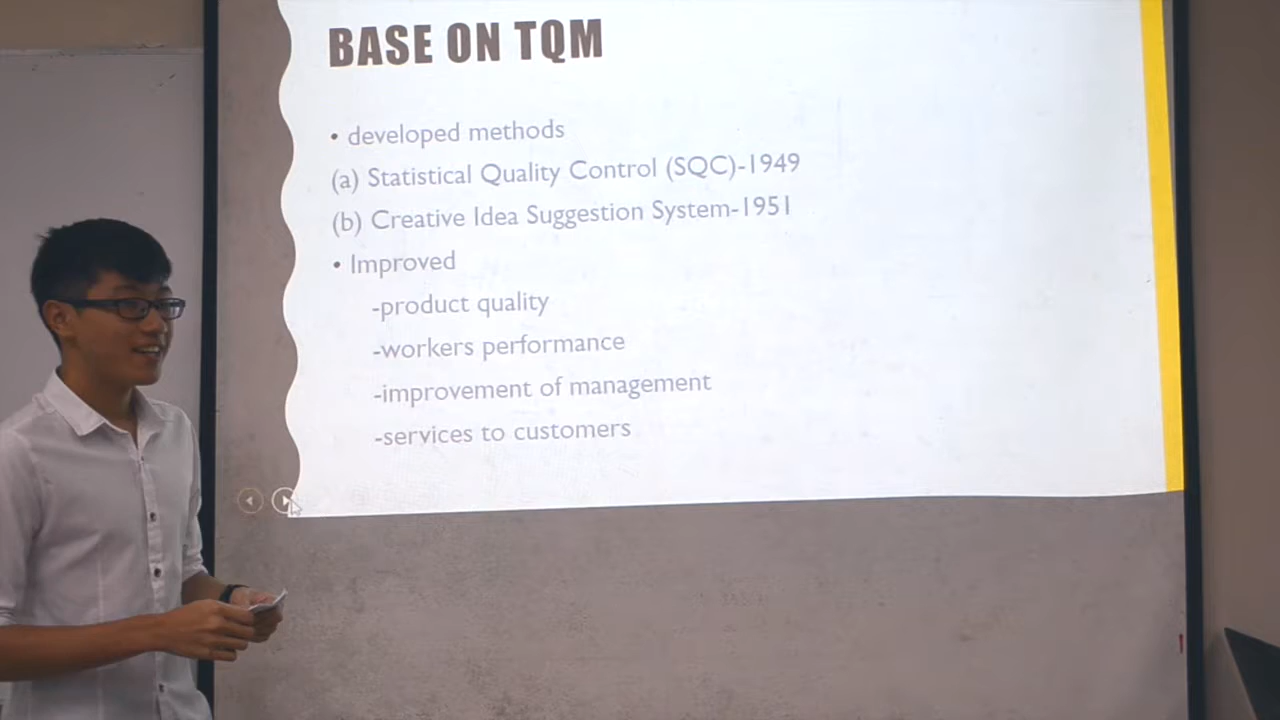 BASE ON TQM
• developed methods
(a) Statistical Quality Control (SQC)-1949
(b) Creative Idea Suggestion System-1951
• Improved
-product quality
-workers performance
-improvement of management
-services to customers